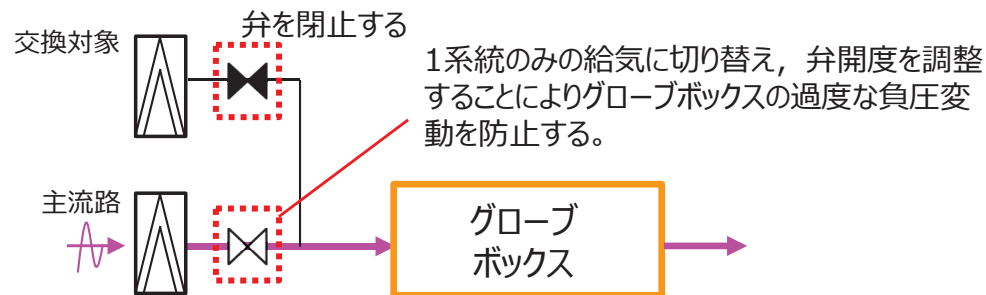 弁を閉止する
交換対象
1系統のみの給気に切り替え，弁開度を調整
することによりグローブボックスの過度な負圧変
動を防止する。
主流路
グローブ
ボックス